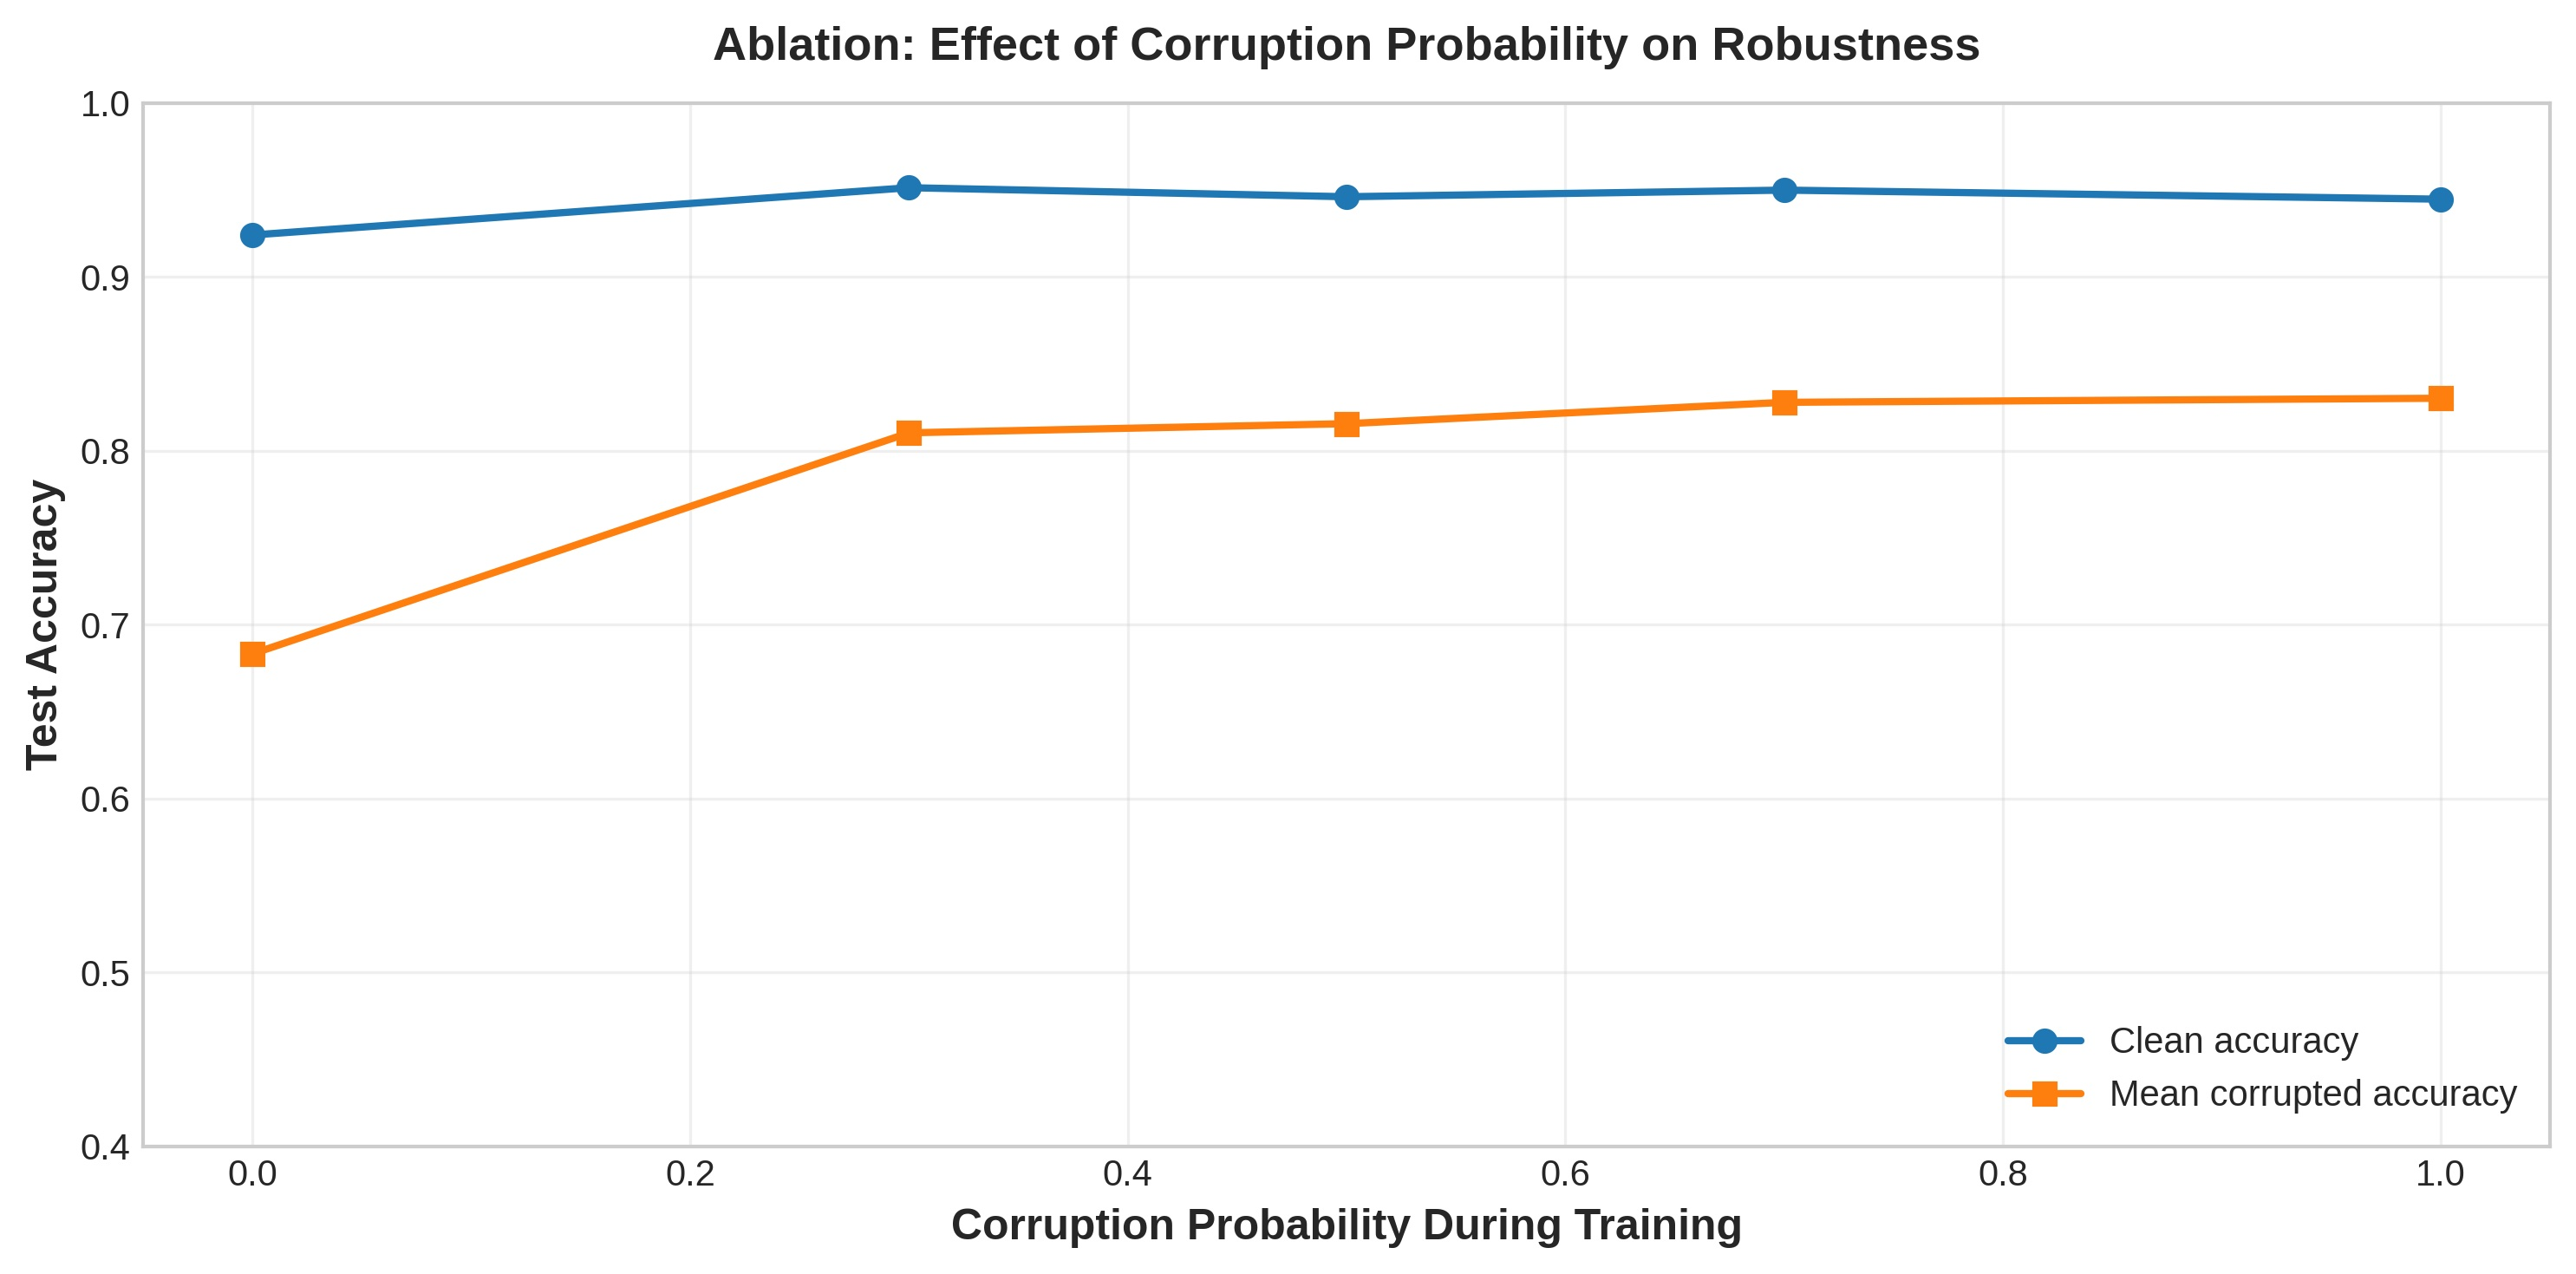 Ablation: Effect of Corruption Probability on Robustness
1.0
0.9
0.8
0.7
0.6
0.5
0.4
Test Accuracy
0.0 0.2 0.4 0.6 0.8 1.0
Corruption Probability During Training
Clean accuracy
Mean corrupted accuracy